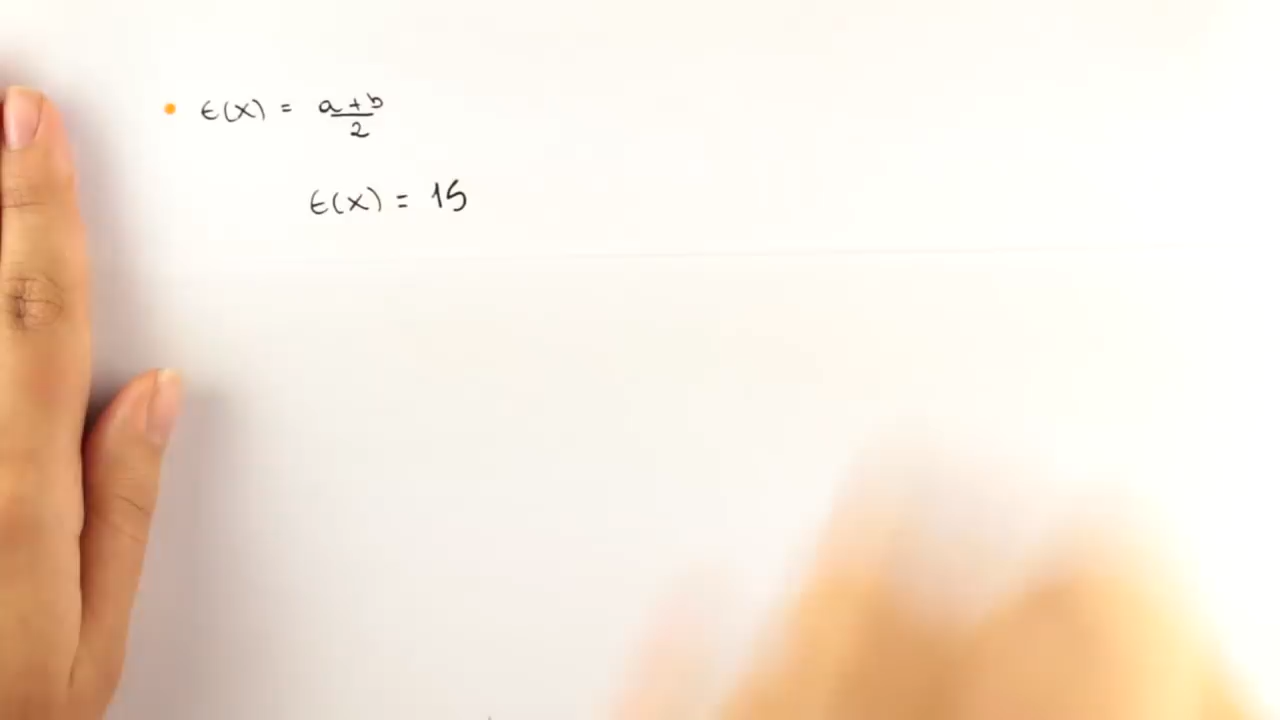 • E(X) = a+b/2
E(X) = 15